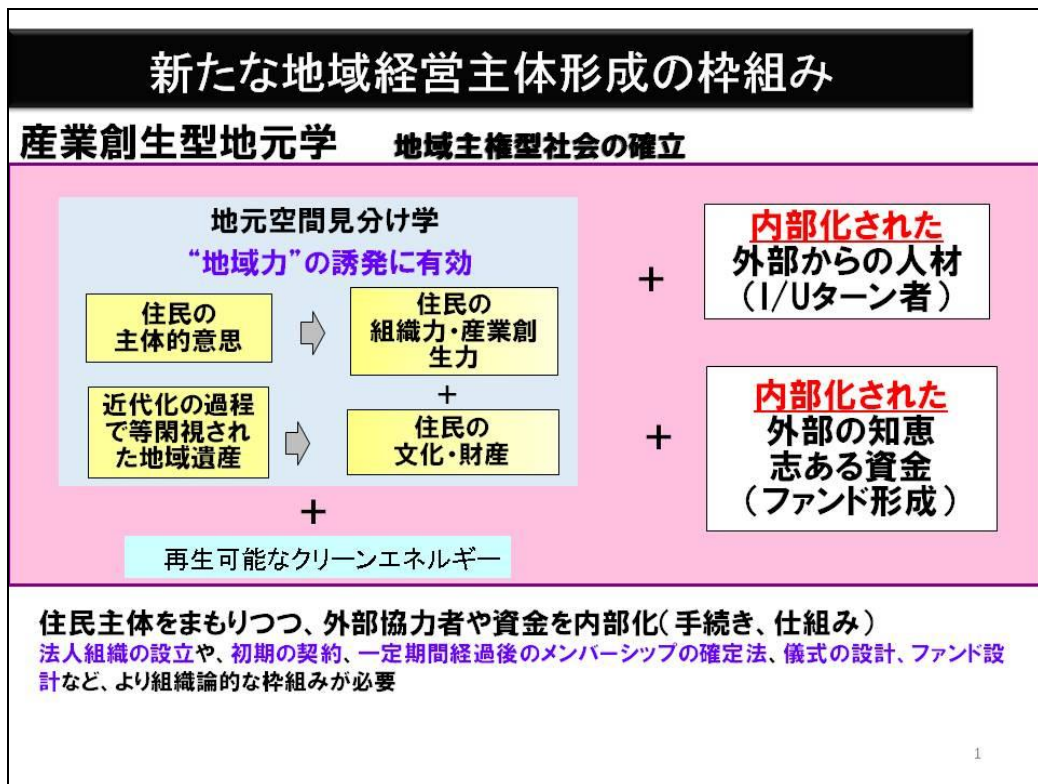 新たな地域経営主体形成の枠組み
産業創生型地元学 地域主権型社会の確立
地元空間見分け学
“地域力”の誘発に有効
住民の
主体的意思
住民の
組織力・産業創
生力
+
近代化の過程
で等閑視され
た地域遺産
住民の
文化・財産
+
再生可能なクリーンエネルギー
+
内部化された
外部からの人材
(I/Uターン者)
+
内部化された
外部の知恵
志ある資金
(ファンド形成)
住民主体をまもりつつ、外部協力者や資金を内部化(手続き、仕組み)
法人組織の設立や、初期の契約、一定期間経過後のメンバーシップの確定法、儀式の設計、ファンド設
計など、より組織論的な枠組みが必要
1